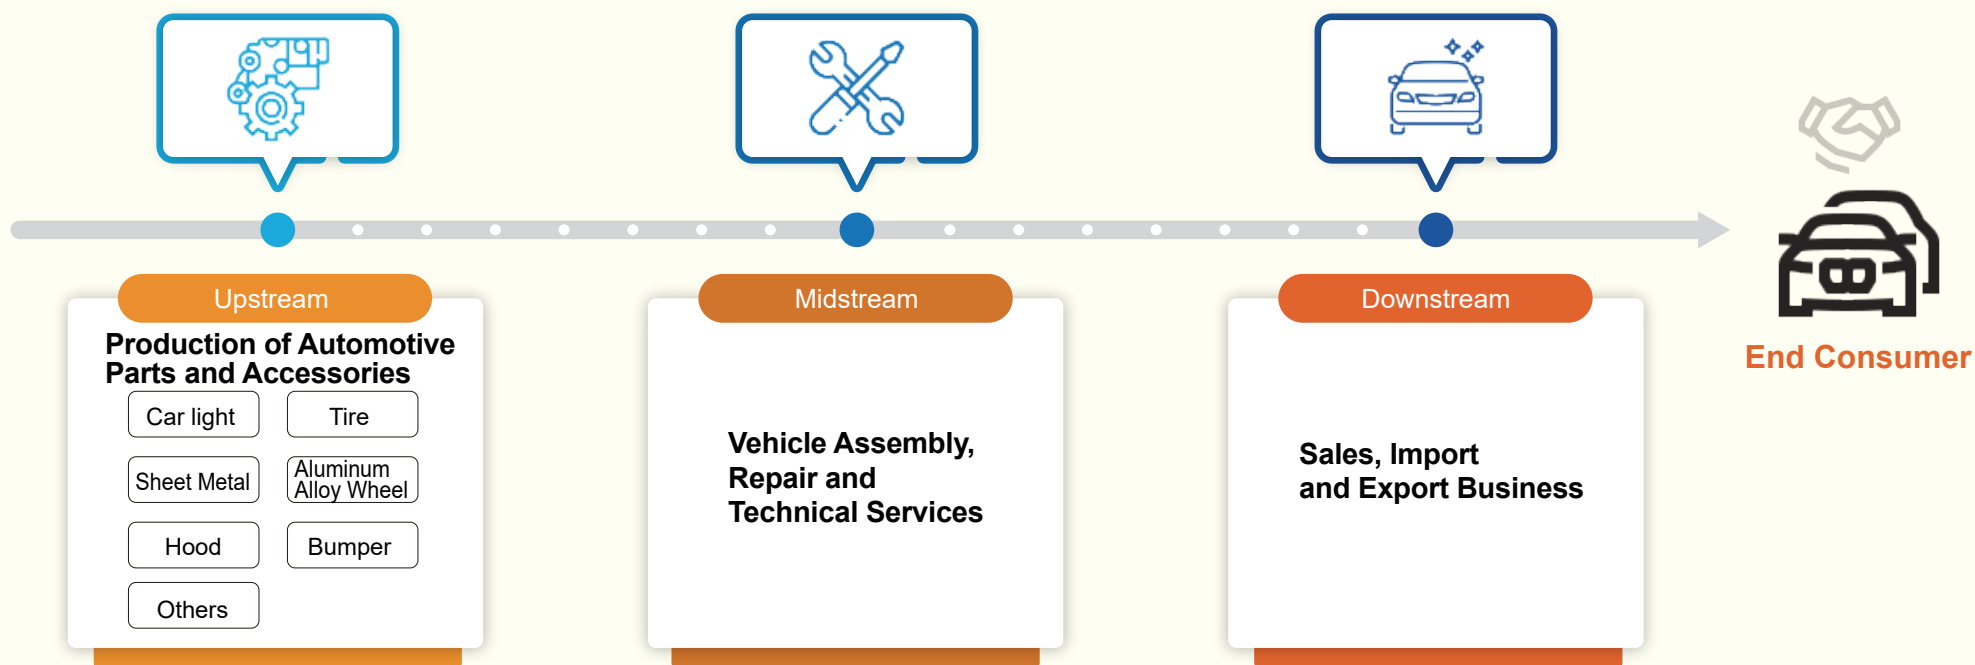 Upstream
Production of Automotive
Parts and Accessories
Car light
Tire
Sheet Metal
Aluminum
Alloy Wheel
Hood
Bumper
Others
Midstream
Vehicle Assembly,
Repair and
Technical Services
Downstream
Sales, Import
and Export Business
End Consumer